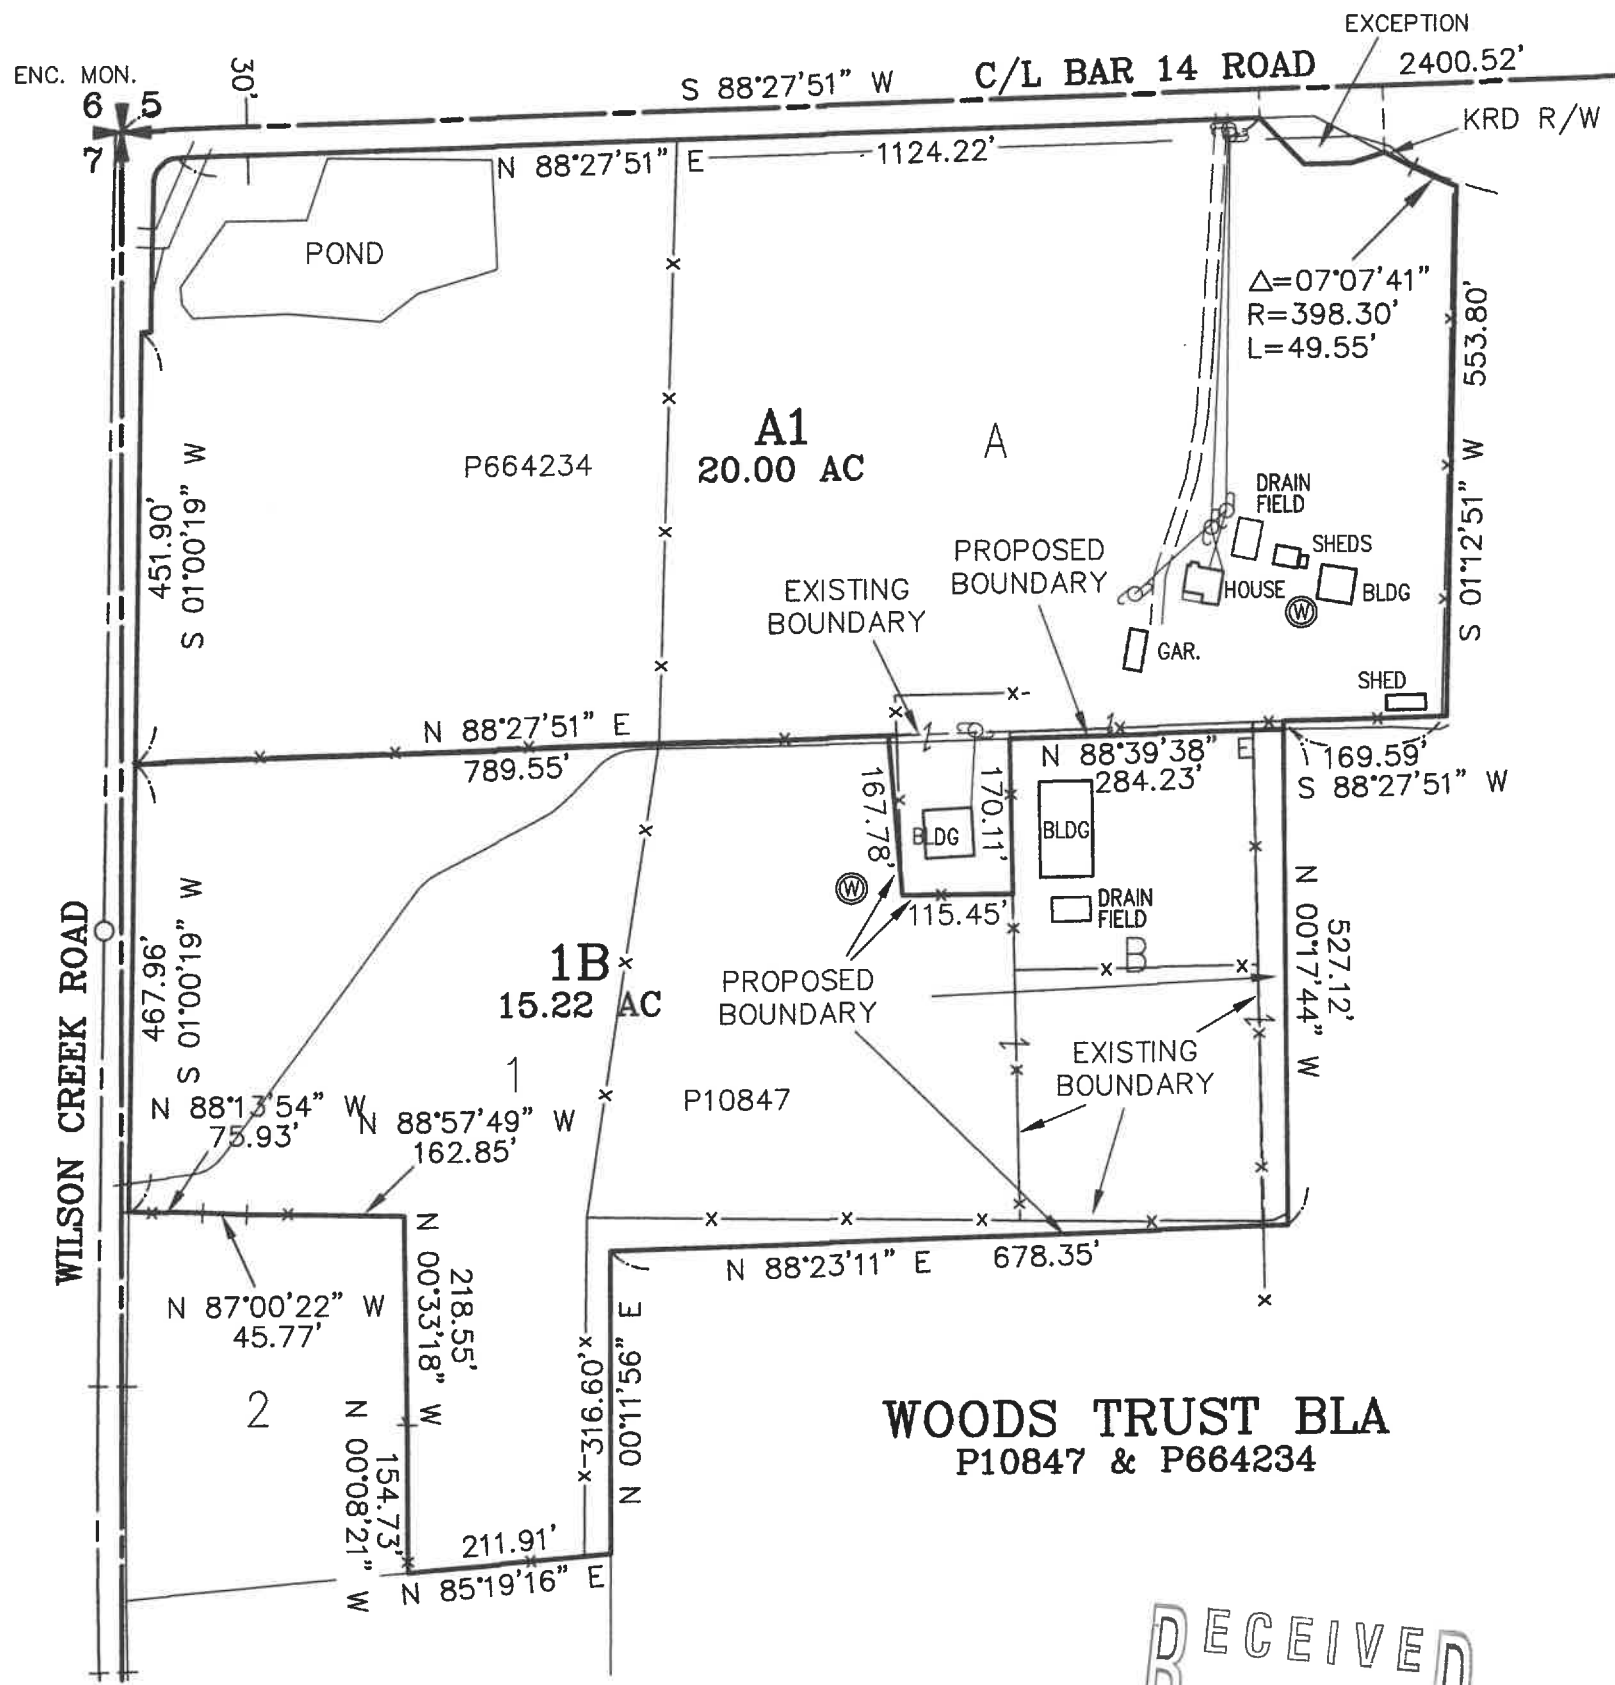 EXCEPTION
ENC. MON.
30'
S 88°27'51" W
C/L BAR 14 ROAD
2400.52'
6 5
7
KRD R/W
N 88°27'51" E
1124.22'
POND
Δ=07°07'41"
R=398.30'
L=49.55'
553.80'
S 01°12'51" W
A1
20.00 AC
A
P664234
451.90'
S 01°00'19" W
DRAIN
FIELD
SHEDS
PROPOSED
BOUNDARY
EXISTING
BOUNDARY
HOUSE
BLDG
W
GAR.
SHED
N 88°27'51" E
789.55'
N 88°39'38" E
284.23'
169.59'
S 88°27'51" W
167.78'
170.11'
BLDG
BLDG
W
115.45'
DRAIN
FIELD
B
N 00°17'44" W
527.12'
WILSON CREEK ROAD
467.96'
S 01°00'19" W
1B
15.22 AC
PROPOSED
BOUNDARY
EXISTING
BOUNDARY
1
P10847
N 88°13'54" W
75.93'
N 88°57'49" W
162.85'
N 88°23'11" E
678.35'
N 87°00'22" W
45.77'
N 00°33'18" W
218.55'
316.60'
N 00°11'56" E
2
N 00°08'21" W
154.73'
211.91'
N 85°19'16" E
WOODS TRUST BLA
P10847 & P664234
RECEIVED